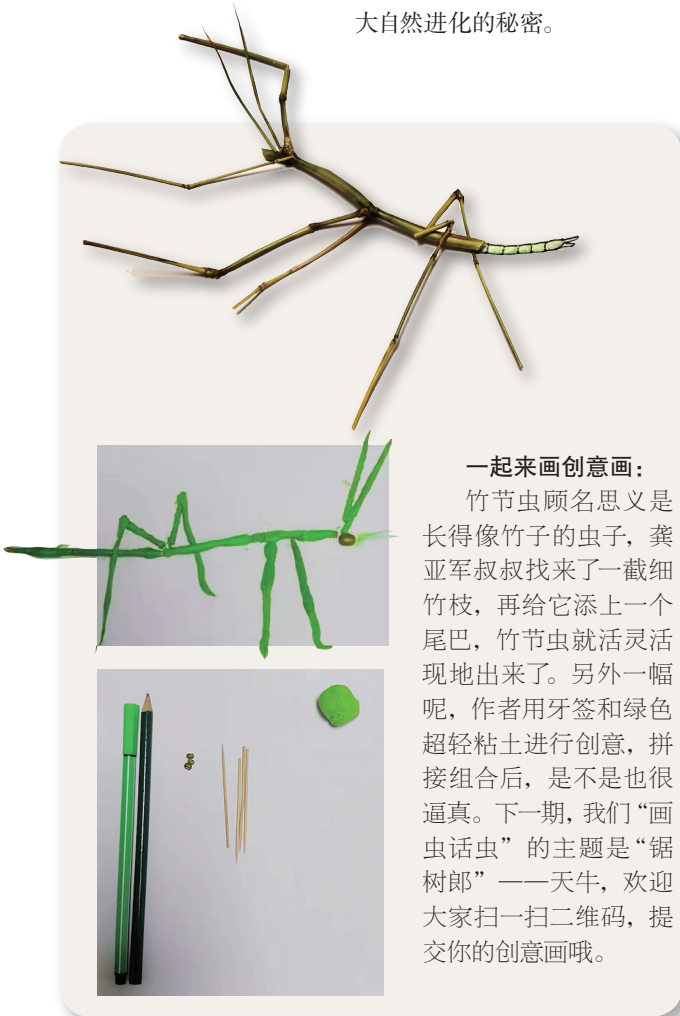 大自然进化的秘密。
一起来画创意画：
竹节虫顾名思义是
长得像竹子的虫子，龚
亚军叔叔找来了一截细
竹枝，再给它添上一个
尾巴，竹节虫就活灵活
现地出来了。另外一幅
呢，作者用牙签和绿色
超轻粘土进行创意，拼
接组合后，是不是也很
逼真。下一期，我们“画
虫话虫”的主题是“锯
树郎”——天牛，欢迎
大家扫一扫二维码，提
交你的创意画哦。